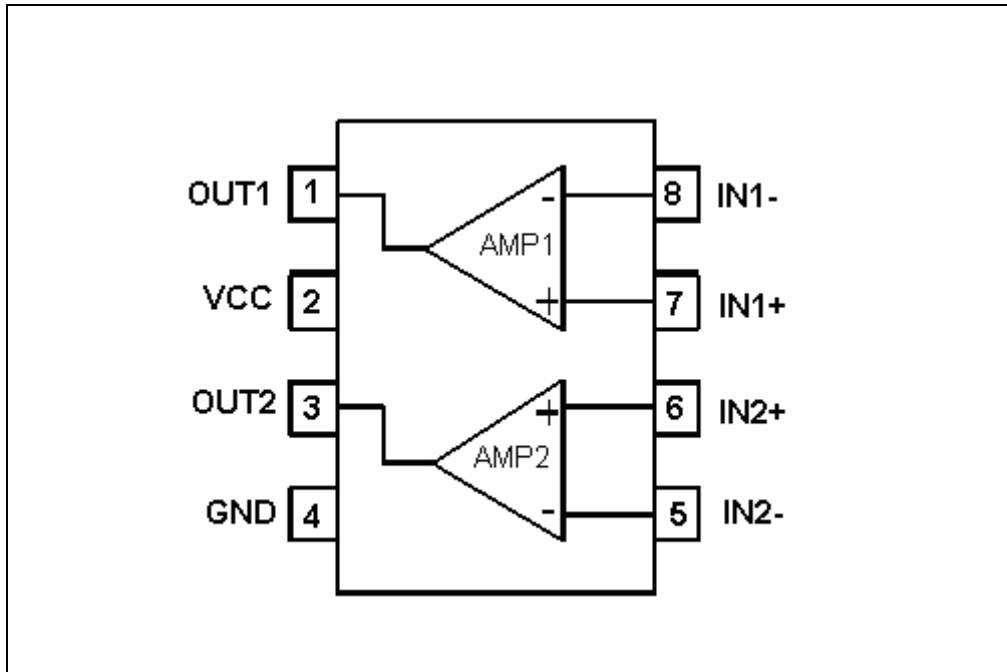 OUT1 1 - 8 IN1-
AMP1
VCC 2 + 7 IN1+
OUT2 3 + 6 IN2+
AMP2
GND 4 - 5 IN2-